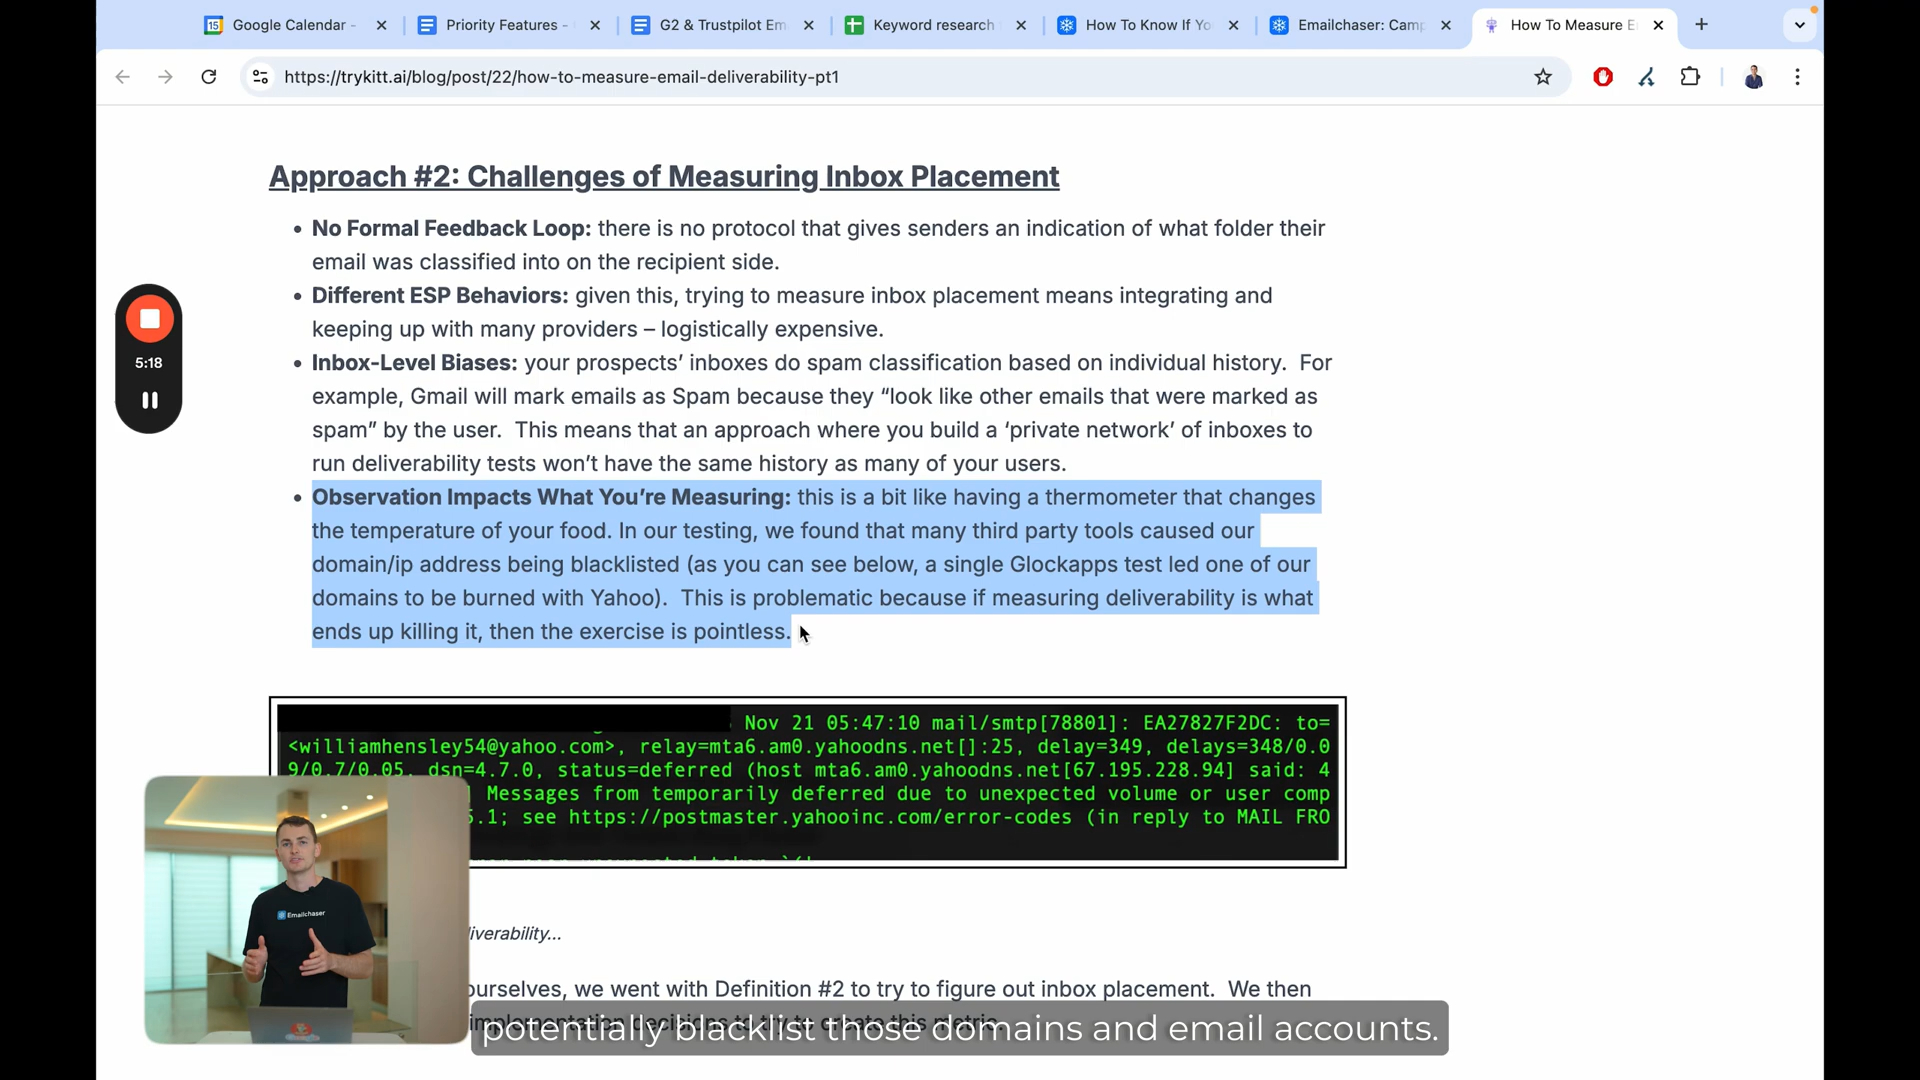 Google Calendar -
Priority Features -
G2 & Trustpilot Em
Keyword research
How To Know If Yo
Emailchaser: Camp
How To Measure E
https://trykitt.ai/blog/post/22/how-to-measure-email-deliverability-pt1
Approach #2: Challenges of Measuring Inbox Placement
• No Formal Feedback Loop: there is no protocol that gives senders an indication of what folder their
email was classified into on the recipient side.
• Different ESP Behaviors: given this, trying to measure inbox placement means integrating and
keeping up with many providers – logistically expensive.
• Inbox-Level Biases: your prospects’ inboxes do spam classification based on individual history.  For
example, Gmail will mark emails as Spam because they “look like other emails that were marked as
spam” by the user.  This means that an approach where you build a ‘private network’ of inboxes to
run deliverability tests won’t have the same history as many of your users.
• Observation Impacts What You’re Measuring: this is a bit like having a thermometer that changes
the temperature of your food. In our testing, we found that many third party tools caused our
domain/ip address being blacklisted (as you can see below, a single Glockapps test led one of our
domains to be burned with Yahoo).  This is problematic because if measuring deliverability is what
ends up killing it, then the exercise is pointless.
5:18
Nov 21 05:47:10 mail/smtp[78801]: EA27827F2DC: to=
<williamhensley54@yahoo.com>, relay=mta6.am0.yahoodns.net[]:25, delay=349, delays=348/0.0
9/0.7/0.05, dsn=4.7.0, status=deferred (host mta6.am0.yahoodns.net[67.195.228.94] said: 4
] Messages from temporarily deferred due to unexpected volume or user comp
.1; see https://postmaster.yahooinc.com/error-codes (in reply to MAIL FRO
Emailchaser
liverability...
ourselves, we went with Definition #2 to try to figure out inbox placement.  We then
potentially blacklist those domains and email accounts.